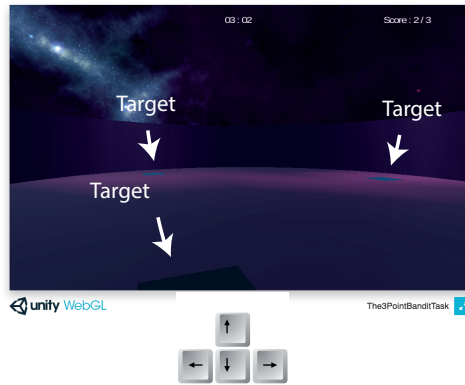 03 : 02
Score : 2 / 3
Target
Target
Target
unity WebGL
The3PointBanditTask
↑
← ↓ →